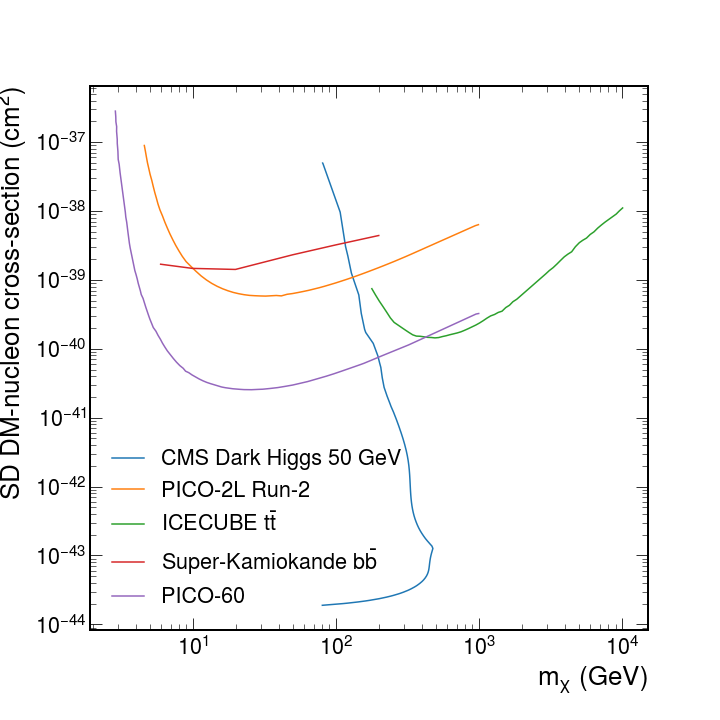 SD DM-nucleon cross-section (cm²)
10⁻³⁷
10⁻³⁸
10⁻³⁹
10⁻⁴⁰
10⁻⁴¹
10⁻⁴²
10⁻⁴³
10⁻⁴⁴
CMS Dark Higgs 50 GeV
PICO-2L Run-2
ICECUBE tt̄
Super-Kamiokande bb̄
PICO-60
10¹ 10² 10³ 10⁴
mᵪ (GeV)